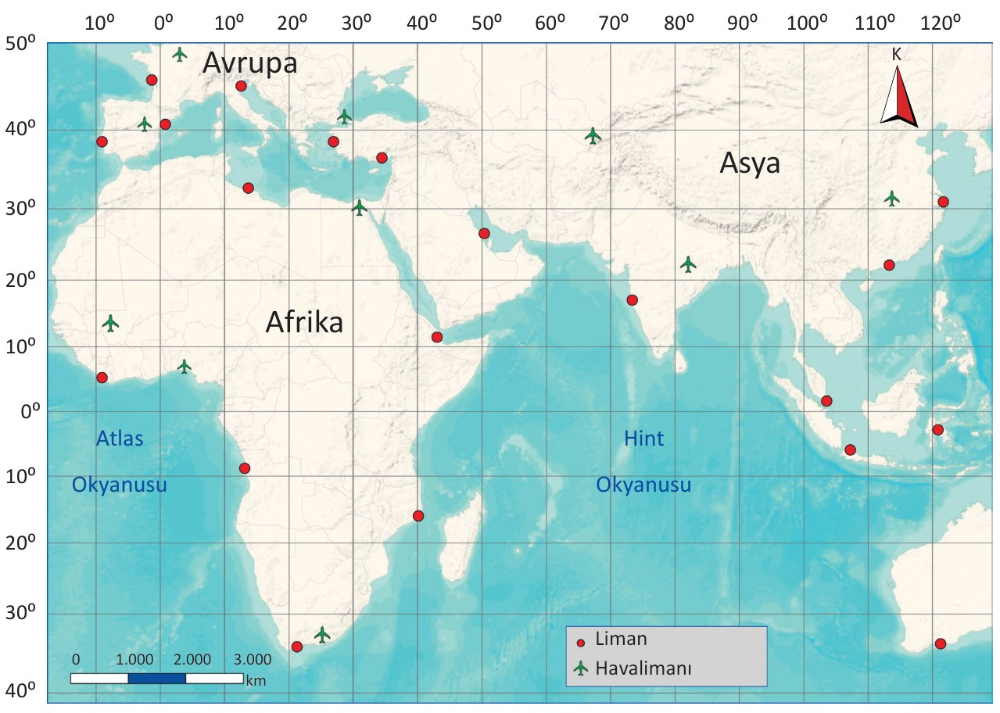 10º 0º 10º 20º 30º 40º 50º 60º 70º 80º 90º 100º 110º 120º
50º
K
Avrupa
40º
Asya
30º
20º
Afrika
10º
0º
Atlas
Okyanusu
Hint
Okyanusu
10º
20º
30º
Liman
Havalimanı
0 1.000 2.000 3.000
km
40º